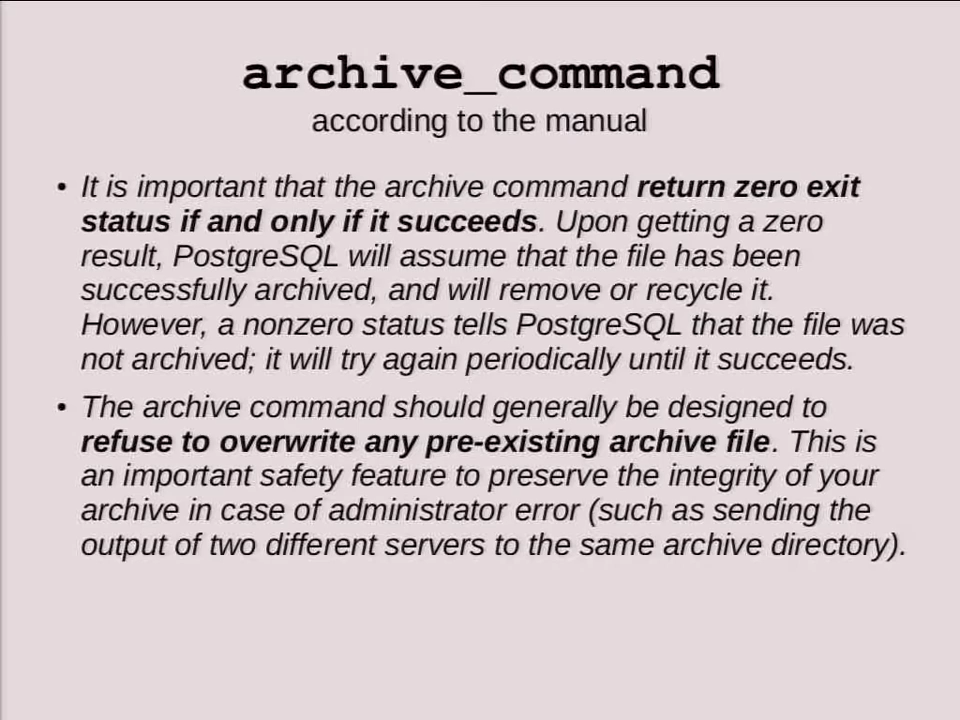 archive_command
according to the manual
• It is important that the archive command return zero exit
status if and only if it succeeds. Upon getting a zero
result, PostgreSQL will assume that the file has been
successfully archived, and will remove or recycle it.
However, a nonzero status tells PostgreSQL that the file was
not archived; it will try again periodically until it succeeds.
• The archive command should generally be designed to
refuse to overwrite any pre-existing archive file. This is
an important safety feature to preserve the integrity of your
archive in case of administrator error (such as sending the
output of two different servers to the same archive directory).